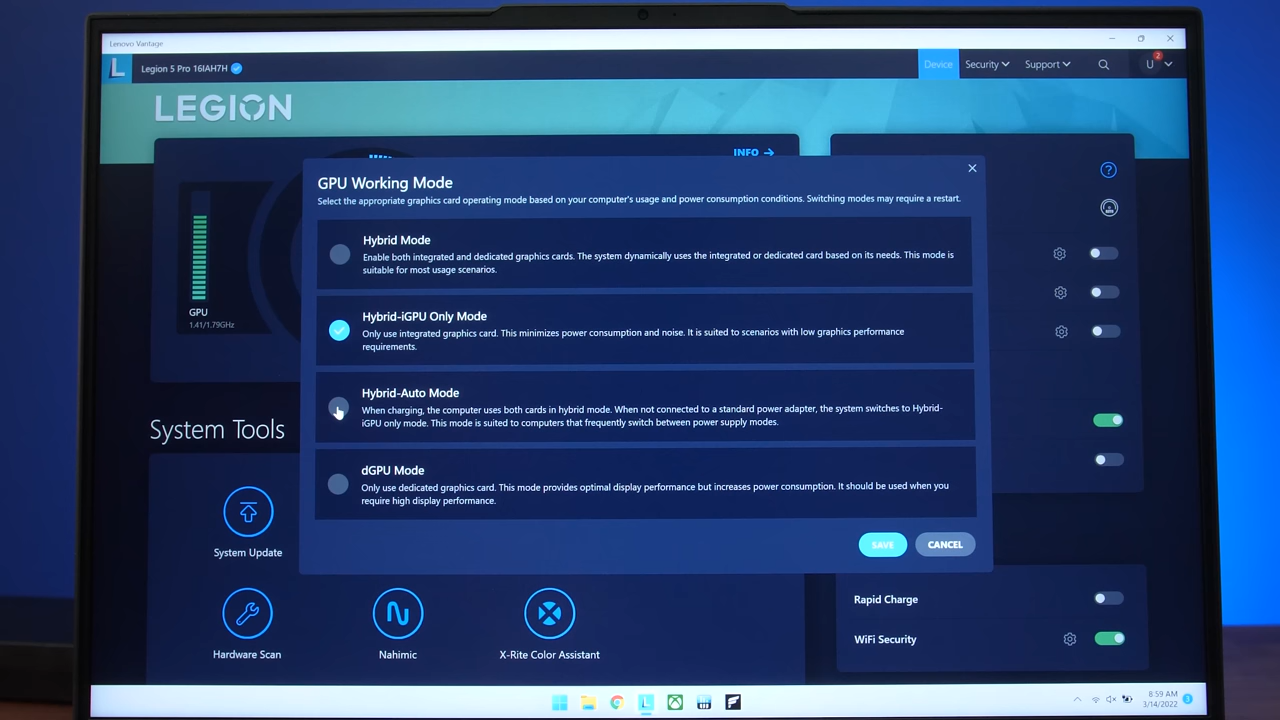 Lenovo Vantage
L
Legion 5 Pro 16IAH7H
Device
Security
Support
U
2
LEGION
INFO →
GPU
1.41/1.79GHz
GPU Working Mode
Select the appropriate graphics card operating mode based on your computer's usage and power consumption conditions. Switching modes may require a restart.
Hybrid Mode
Enable both integrated and dedicated graphics cards. The system dynamically uses the integrated or dedicated card based on its needs. This mode is
suitable for most usage scenarios.
Hybrid-iGPU Only Mode
Only use integrated graphics card. This minimizes power consumption and noise. It is suited to scenarios with low graphics performance
requirements.
Hybrid-Auto Mode
When charging, the computer uses both cards in hybrid mode. When not connected to a standard power adapter, the system switches to Hybrid-
iGPU only mode. This mode is suited to computers that frequently switch between power supply modes.
dGPU Mode
Only use dedicated graphics card. This mode provides optimal display performance but increases power consumption. It should be used when you
require high display performance.
SAVE
CANCEL
?
System Tools
System Update
Hardware Scan
Nahimic
X-Rite Color Assistant
Rapid Charge
WiFi Security
L
8:59 AM
3/14/2022
3